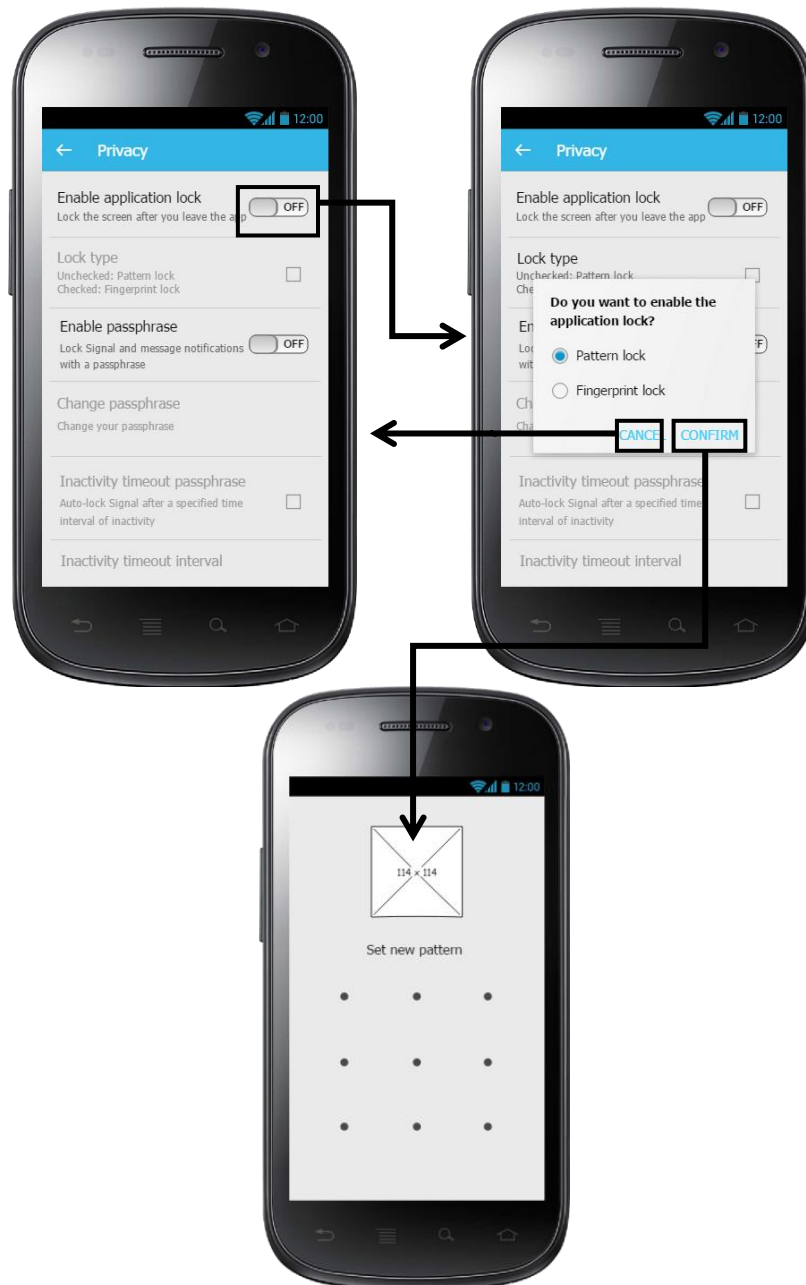 12:00
Privacy
Enable application lock
Lock the screen after you leave the app
OFF
Lock type
Unchecked: Pattern lock
Checked: Fingerprint lock
Enable passphrase
Lock Signal and message notifications
with a passphrase
OFF
Change passphrase
Change your passphrase
Inactivity timeout passphrase
Auto-lock Signal after a specified time
interval of inactivity
Inactivity timeout interval
12:00
Privacy
Enable application lock
Lock the screen after you leave the app
OFF
Lock type
Unchecked: Pattern lock
Do you want to enable the
application lock?
Pattern lock
Fingerprint lock
CANCEL
CONFIRM
Inactivity timeout passphrase
Auto-lock Signal after a specified time
interval of inactivity
Inactivity timeout interval
12:00
114 × 114
Set new pattern